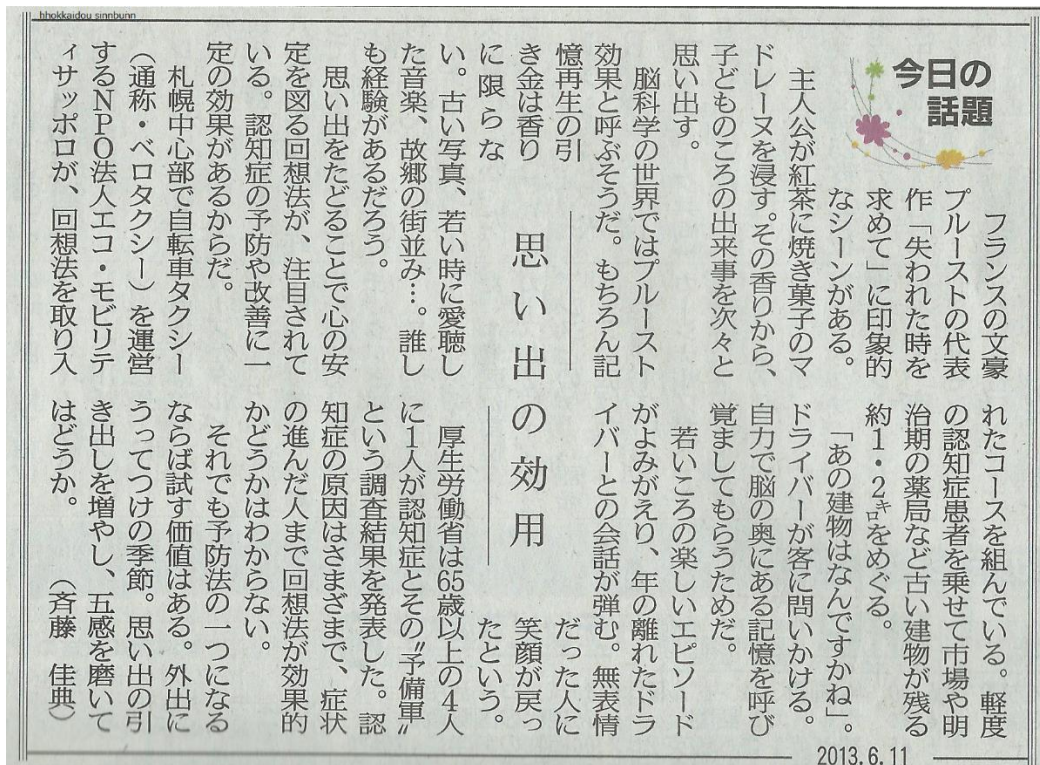 hhokkaidou sinnbunn
今日の
話題
思い出の効用
フランスの文豪
プルーストの代表
作「失われた時を
求めて」に印象的
なシーンがある。
主人公が紅茶に焼き菓子のマ
ドレーヌを浸す。その香りから、
子どものころの出来事を次々と
思い出す。
脳科学の世界ではプルースト
効果と呼ぶそうだ。もちろん記
憶再生の引
き金は香り
に限らな
い。古い写真、若い時に愛聴し
た音楽、故郷の街並み…。誰し
も経験があるだろう。
思い出をたどることで心の安
定を図る回想法が、注目されて
いる。認知症の予防や改善に一
定の効果があるからだ。
札幌中心部で自転車タクシー
（通称・ベロタクシー）を運営
するNPO法人エコ・モビリテ
ィサッポロが、回想法を取り入
れたコースを組んでいる。軽度
の認知症患者を乗せて市場や明
治期の薬局など古い建物が残る
約1・2㌔をめぐる。
「あの建物はなんですかね」。
ドライバーが客に問いかける。
自力で脳の奥にある記憶を呼び
覚ましてもらうためだ。
若いころの楽しいエピソード
がよみがえり、年の離れたドラ
イバーとの会話が弾む。無表情
だった人に
笑顔が戻っ
たという。
厚生労働省は65歳以上の4人
に1人が認知症とその〝予備軍〟
という調査結果を発表した。認
知症の原因はさまざまで、症状
の進んだ人まで回想法が効果的
かどうかはわからない。
それでも予防法の一つになる
ならば試す価値はある。外出に
うってつけの季節。思い出の引
き出しを増やし、五感を磨いて
はどうか。
（斉藤 佳典）
2013.6.11